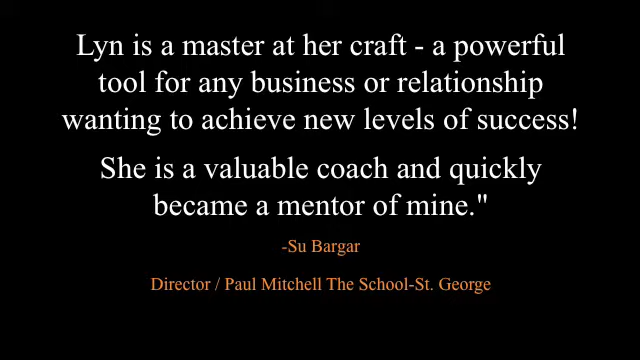 Lyn is a master at her craft - a powerful
tool for any business or relationship
wanting to achieve new levels of success!
She is a valuable coach and quickly
became a mentor of mine."
-Su Bargar
Director / Paul Mitchell The School-St. George